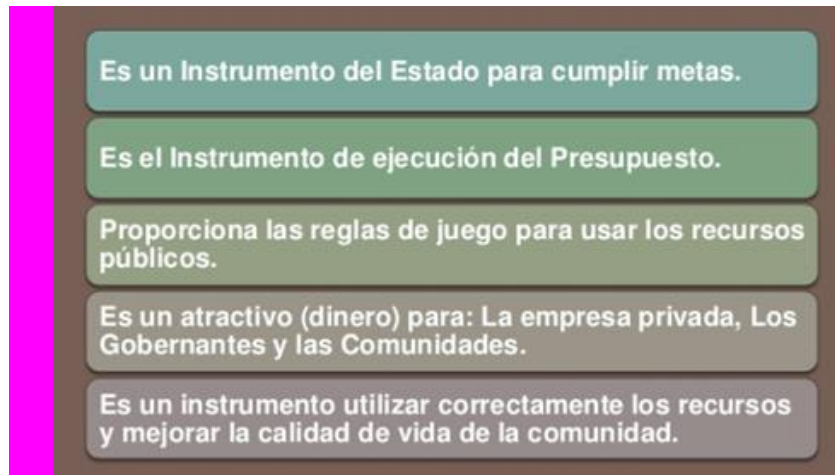 Es un Instrumento del Estado para cumplir metas.
Es el Instrumento de ejecución del Presupuesto.
Proporciona las reglas de juego para usar los recursos
públicos.
Es un atractivo (dinero) para: La empresa privada, Los
Gobernantes y las Comunidades.
Es un instrumento utilizar correctamente los recursos
y mejorar la calidad de vida de la comunidad.